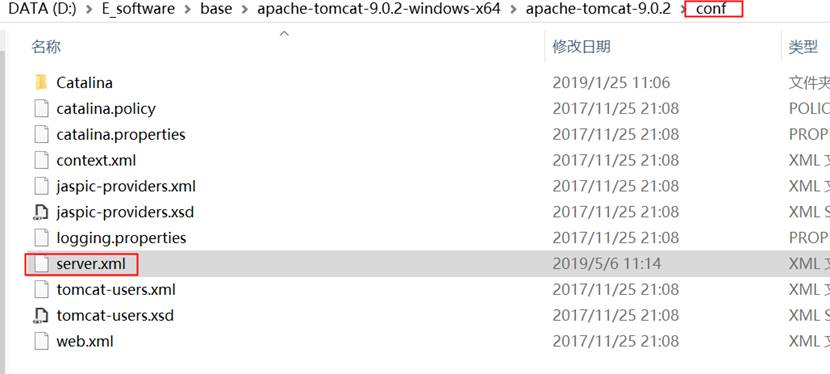 DATA (D:) › E_software › base › apache-tomcat-9.0.2-windows-x64 › apache-tomcat-9.0.2 › conf
名称 修改日期 类型
Catalina 2019/1/25 11:06 文件夹
catalina.policy 2017/11/25 21:08 POLIC
catalina.properties 2017/11/25 21:08 PROP
context.xml 2017/11/25 21:08 XML 文
jaspic-providers.xml 2017/11/25 21:08 XML 文
jaspic-providers.xsd 2017/11/25 21:08 XML S
logging.properties 2017/11/25 21:08 PROP
server.xml 2019/5/6 11:14 XML 文
tomcat-users.xml 2017/11/25 21:08 XML 文
tomcat-users.xsd 2017/11/25 21:08 XML S
web.xml 2017/11/25 21:08 XML 文